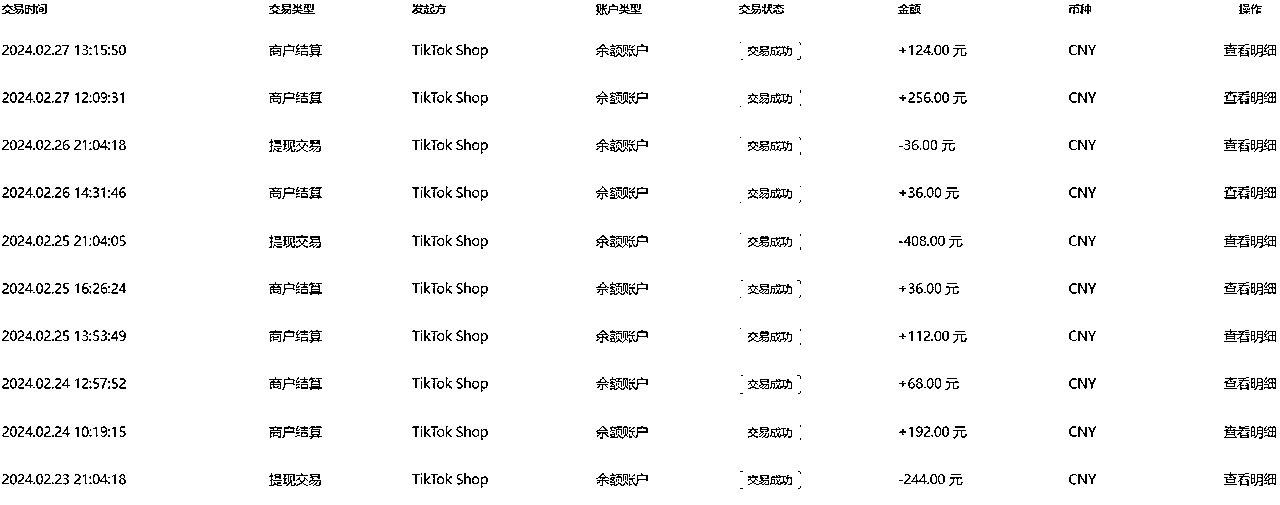 交易时间 交易类型 发起方 账户类型 交易状态 金额 币种 操作
2024.02.27 13:15:50 商户结算 TikTok Shop 余额账户 交易成功 +124.00 元 CNY 查看明细
2024.02.27 12:09:31 商户结算 TikTok Shop 余额账户 交易成功 +256.00 元 CNY 查看明细
2024.02.26 21:04:18 提现交易 TikTok Shop 余额账户 交易成功 -36.00 元 CNY 查看明细
2024.02.26 14:31:46 商户结算 TikTok Shop 余额账户 交易成功 +36.00 元 CNY 查看明细
2024.02.25 21:04:05 提现交易 TikTok Shop 余额账户 交易成功 -408.00 元 CNY 查看明细
2024.02.25 16:26:24 商户结算 TikTok Shop 余额账户 交易成功 +36.00 元 CNY 查看明细
2024.02.25 13:53:49 商户结算 TikTok Shop 余额账户 交易成功 +112.00 元 CNY 查看明细
2024.02.24 12:57:52 商户结算 TikTok Shop 余额账户 交易成功 +68.00 元 CNY 查看明细
2024.02.24 10:19:15 商户结算 TikTok Shop 余额账户 交易成功 +192.00 元 CNY 查看明细
2024.02.23 21:04:18 提现交易 TikTok Shop 余额账户 交易成功 -244.00 元 CNY 查看明细